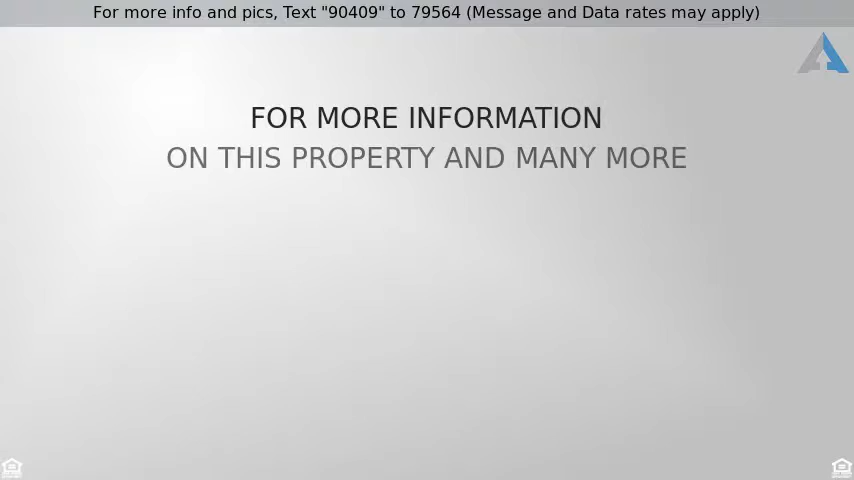 For more info and pics, Text "90409" to 79564 (Message and Data rates may apply)
FOR MORE INFORMATION
ON THIS PROPERTY AND MANY MORE